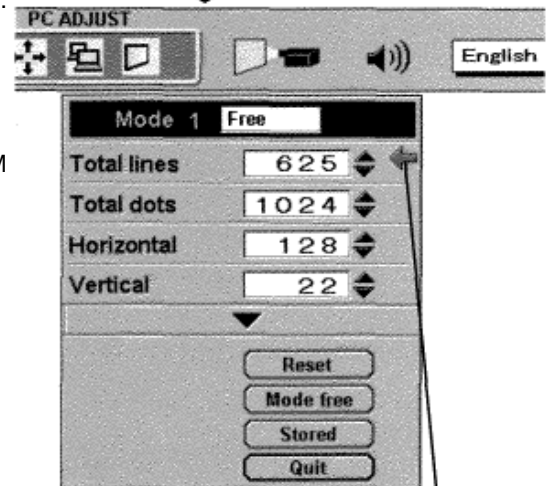 PC ADJUST
English
Mode 1 Free
M
Total lines 625
Total dots 1024
Horizontal 128
Vertical 22
Reset
Mode free
Stored
Quit